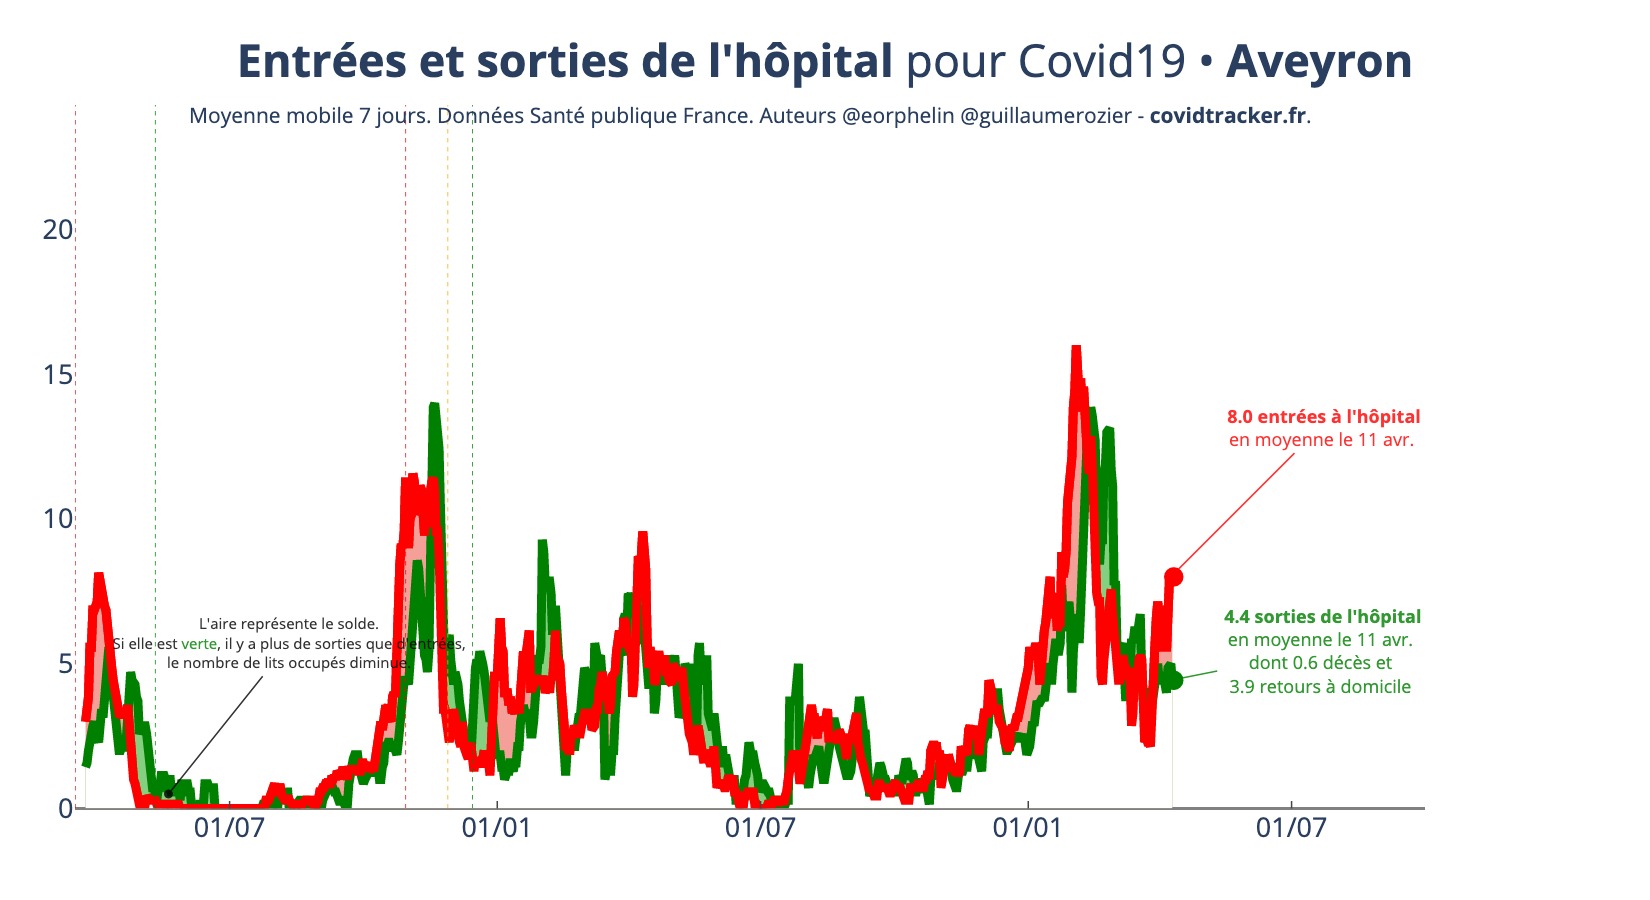 Entrées et sorties de l'hôpital pour Covid19 • Aveyron
Moyenne mobile 7 jours. Données Santé publique France. Auteurs @eorphelin @guillaumerozier - covidtracker.fr.
20
15
10
5
0
8.0 entrées à l'hôpital
en moyenne le 11 avr.
4.4 sorties de l'hôpital
en moyenne le 11 avr.
dont 0.6 décès et
3.9 retours à domicile
L'aire représente le solde.
Si elle est verte, il y a plus de sorties que d'entrées,
le nombre de lits occupés diminue.
01/07
01/01
01/07
01/01
01/07